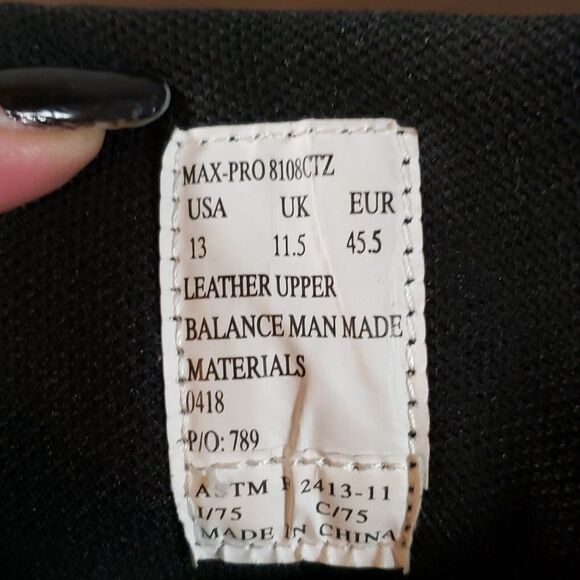 MAX-PRO 8108CTZ
USA UK EUR
13 11.5 45.5
LEATHER UPPER
BALANCE MAN MADE
MATERIALS
0418
P/O: 789
ASTM F 2413-11
I/75 C/75
MADE IN CHINA